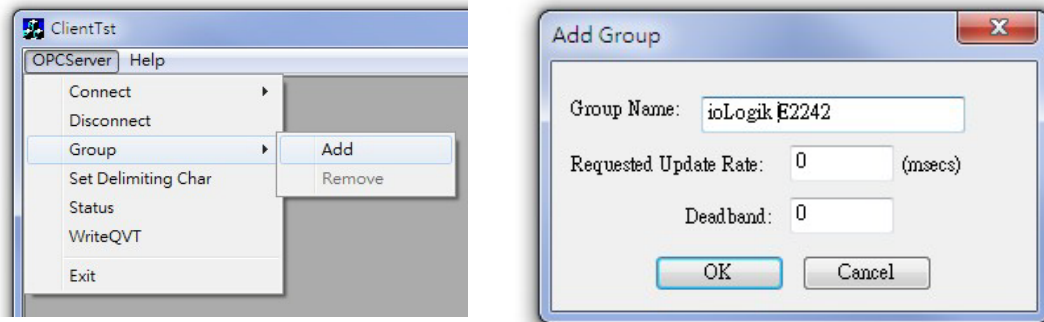 ClientTst
OPCServer Help
Connect
Disconnect
Group
Set Delimiting Char
Status
WriteQVT
Exit
Add
Remove
Add Group
Group Name: ioLogik E2242
Requested Update Rate: 0 (msecs)
Deadband: 0
OK Cancel